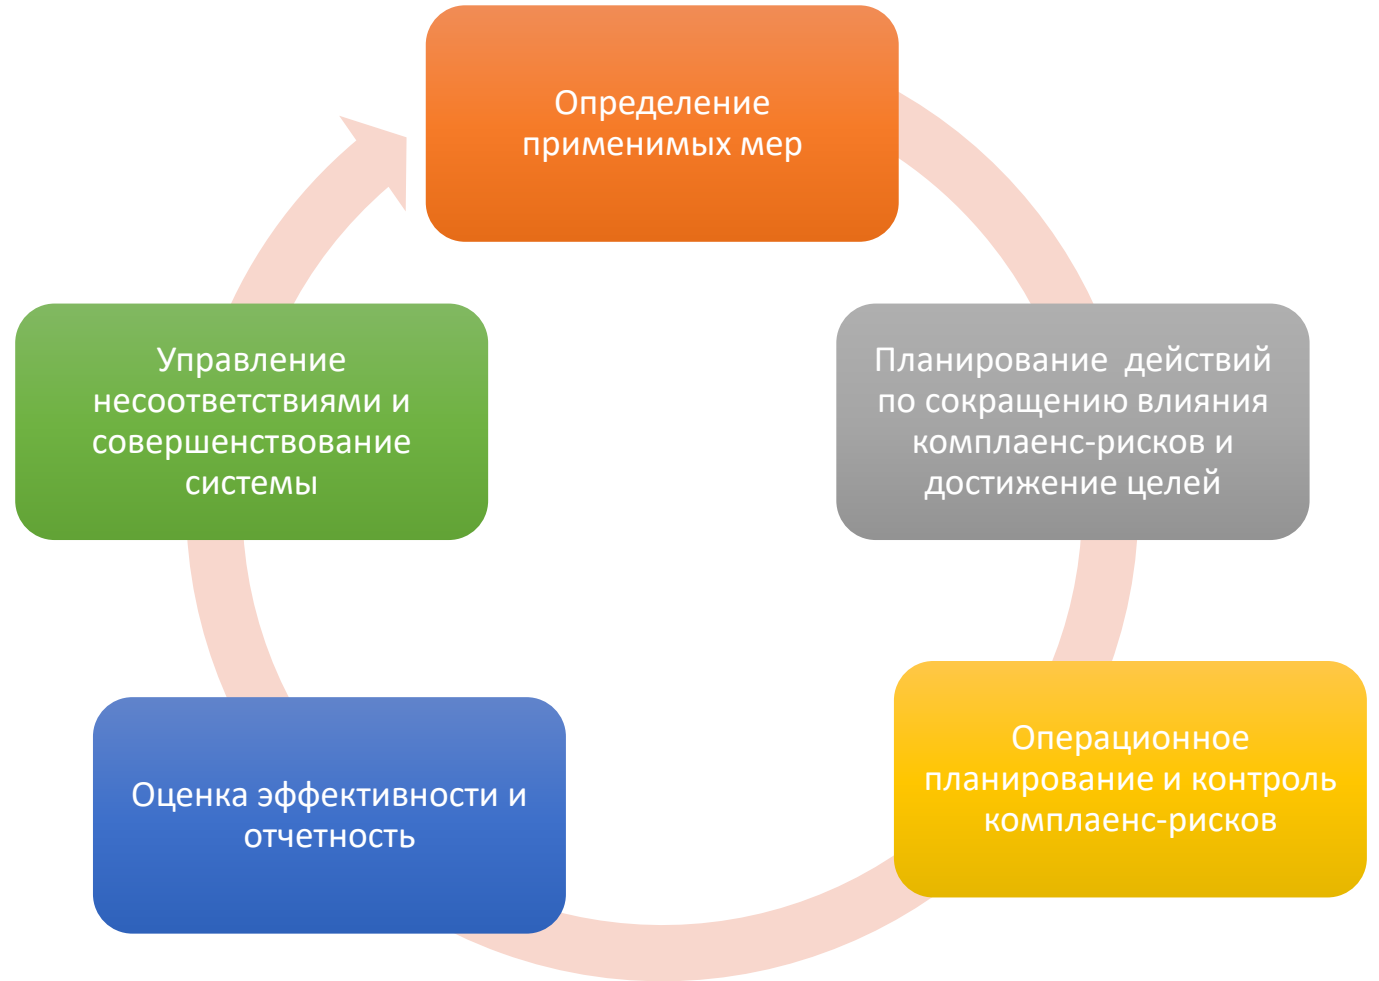 Определение
применимых мер
Планирование  действий
по сокращению влияния
комплаенс-рисков и
достижение целей
Операционное
планирование и контроль
комплаенс-рисков
Оценка эффективности и
отчетность
Управление
несоответствиями и
совершенствование
системы